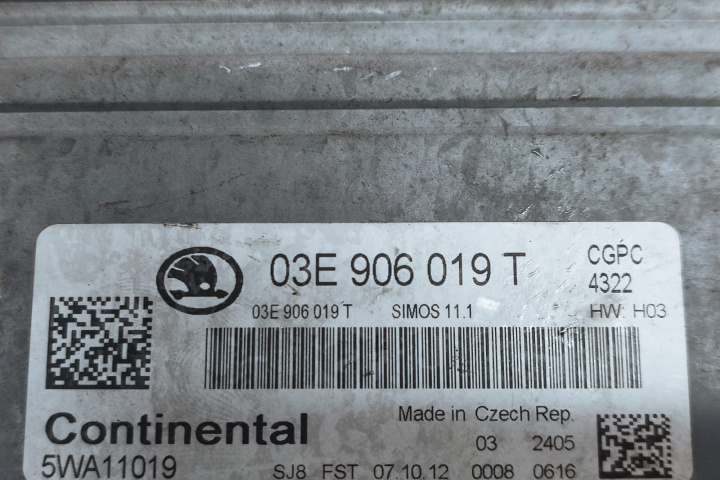 03E 906 019 T
CGPC
4322
03E 906 019 T SIMOS 11.1 HW H03
Continental
5WA11019
Made in Czech Rep.
03 2405
SJ8 FST 07.10.12 0008 0616